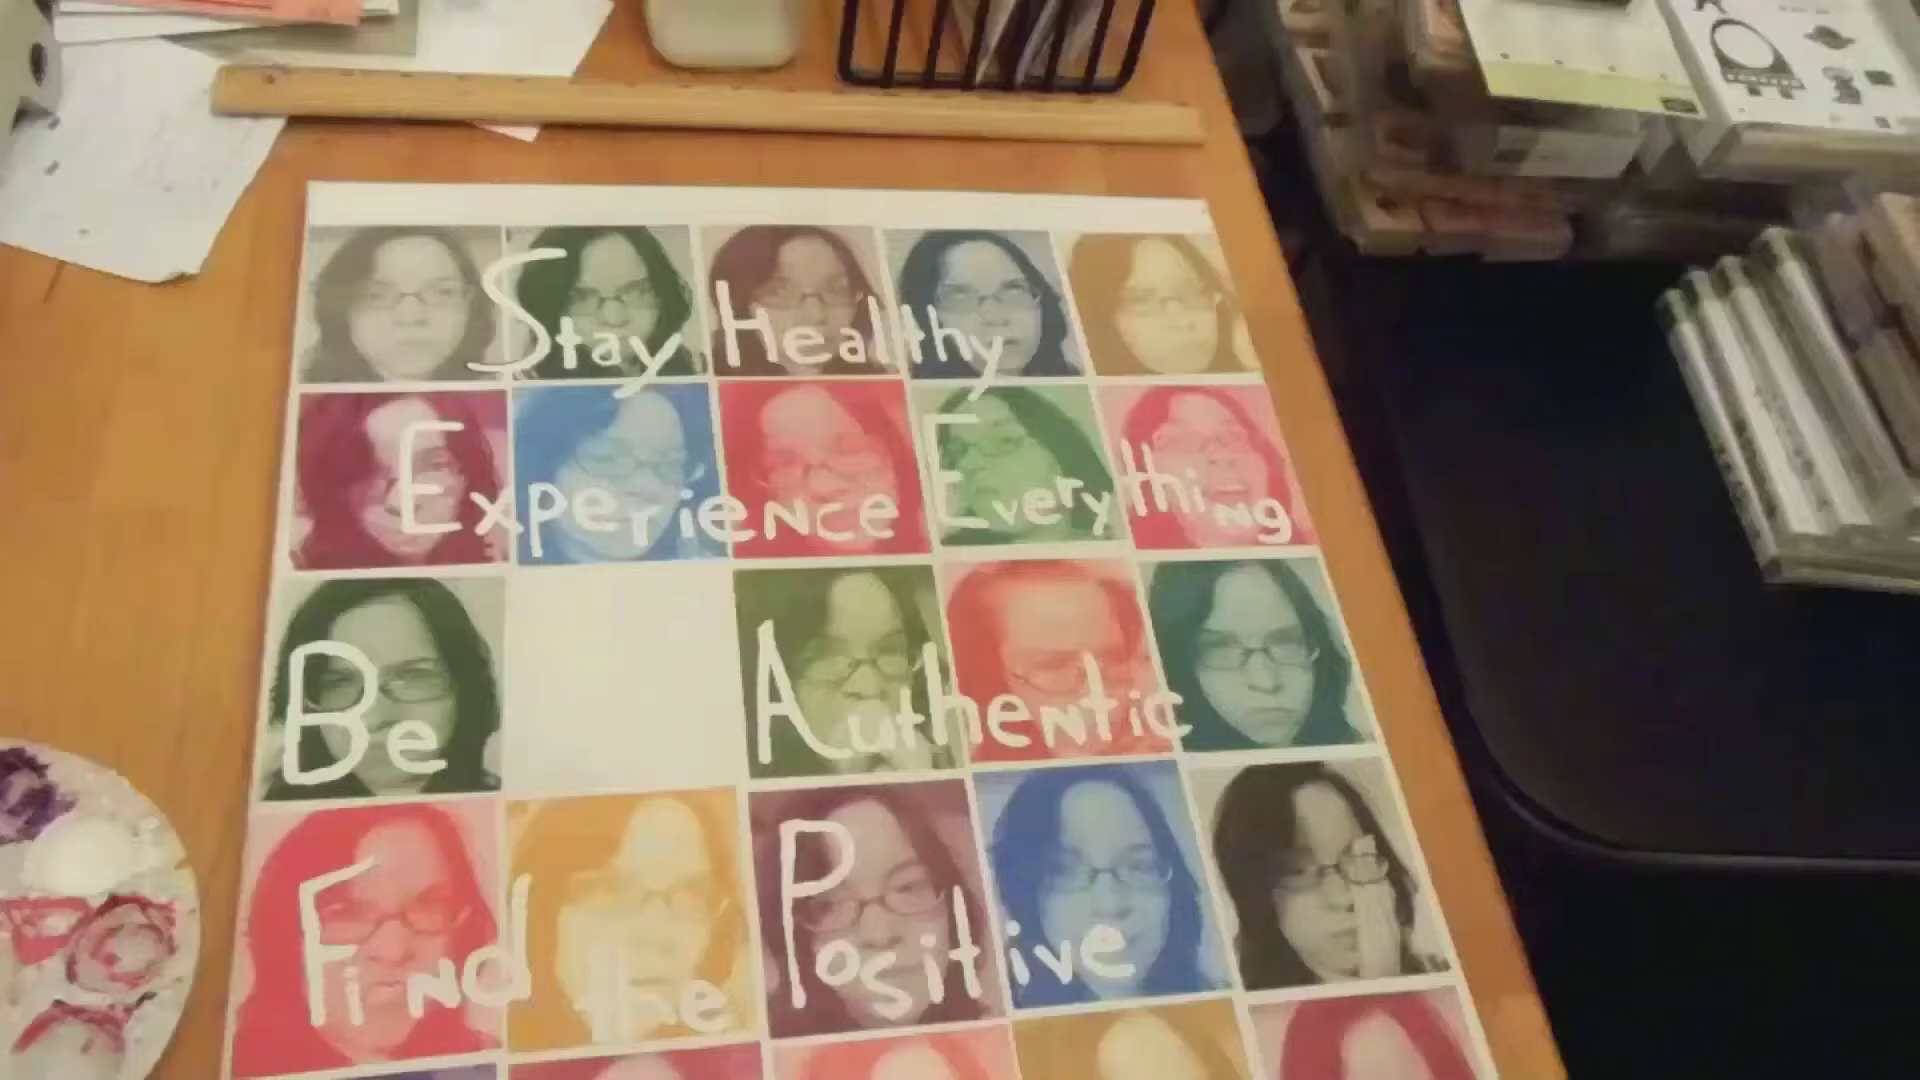 Stay Healthy
Experience Everything
Be Authentic
Find the Positive